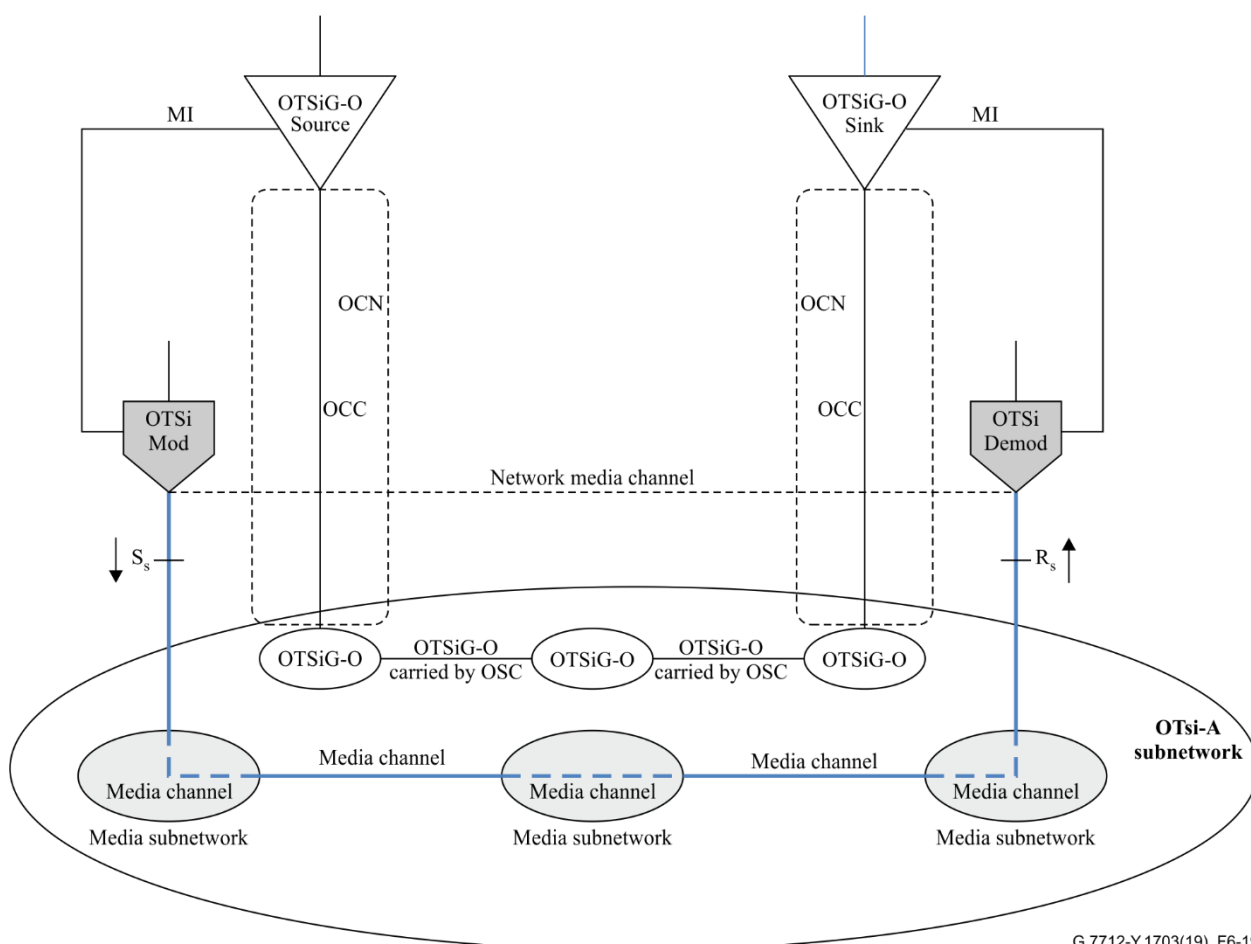 OTSiG-O
Source
OTSiG-O
Sink
MI
MI
OCN
OCN
OCC
OCC
OTSi
Mod
OTSi
Demod
Network media channel
Ss
Rs
OTSiG-O
OTSiG-O
carried by OSC
OTSiG-O
OTSiG-O
carried by OSC
OTSiG-O
OTsi-A
subnetwork
Media channel
Media channel
Media channel
Media channel
Media channel
Media subnetwork
Media subnetwork
Media subnetwork